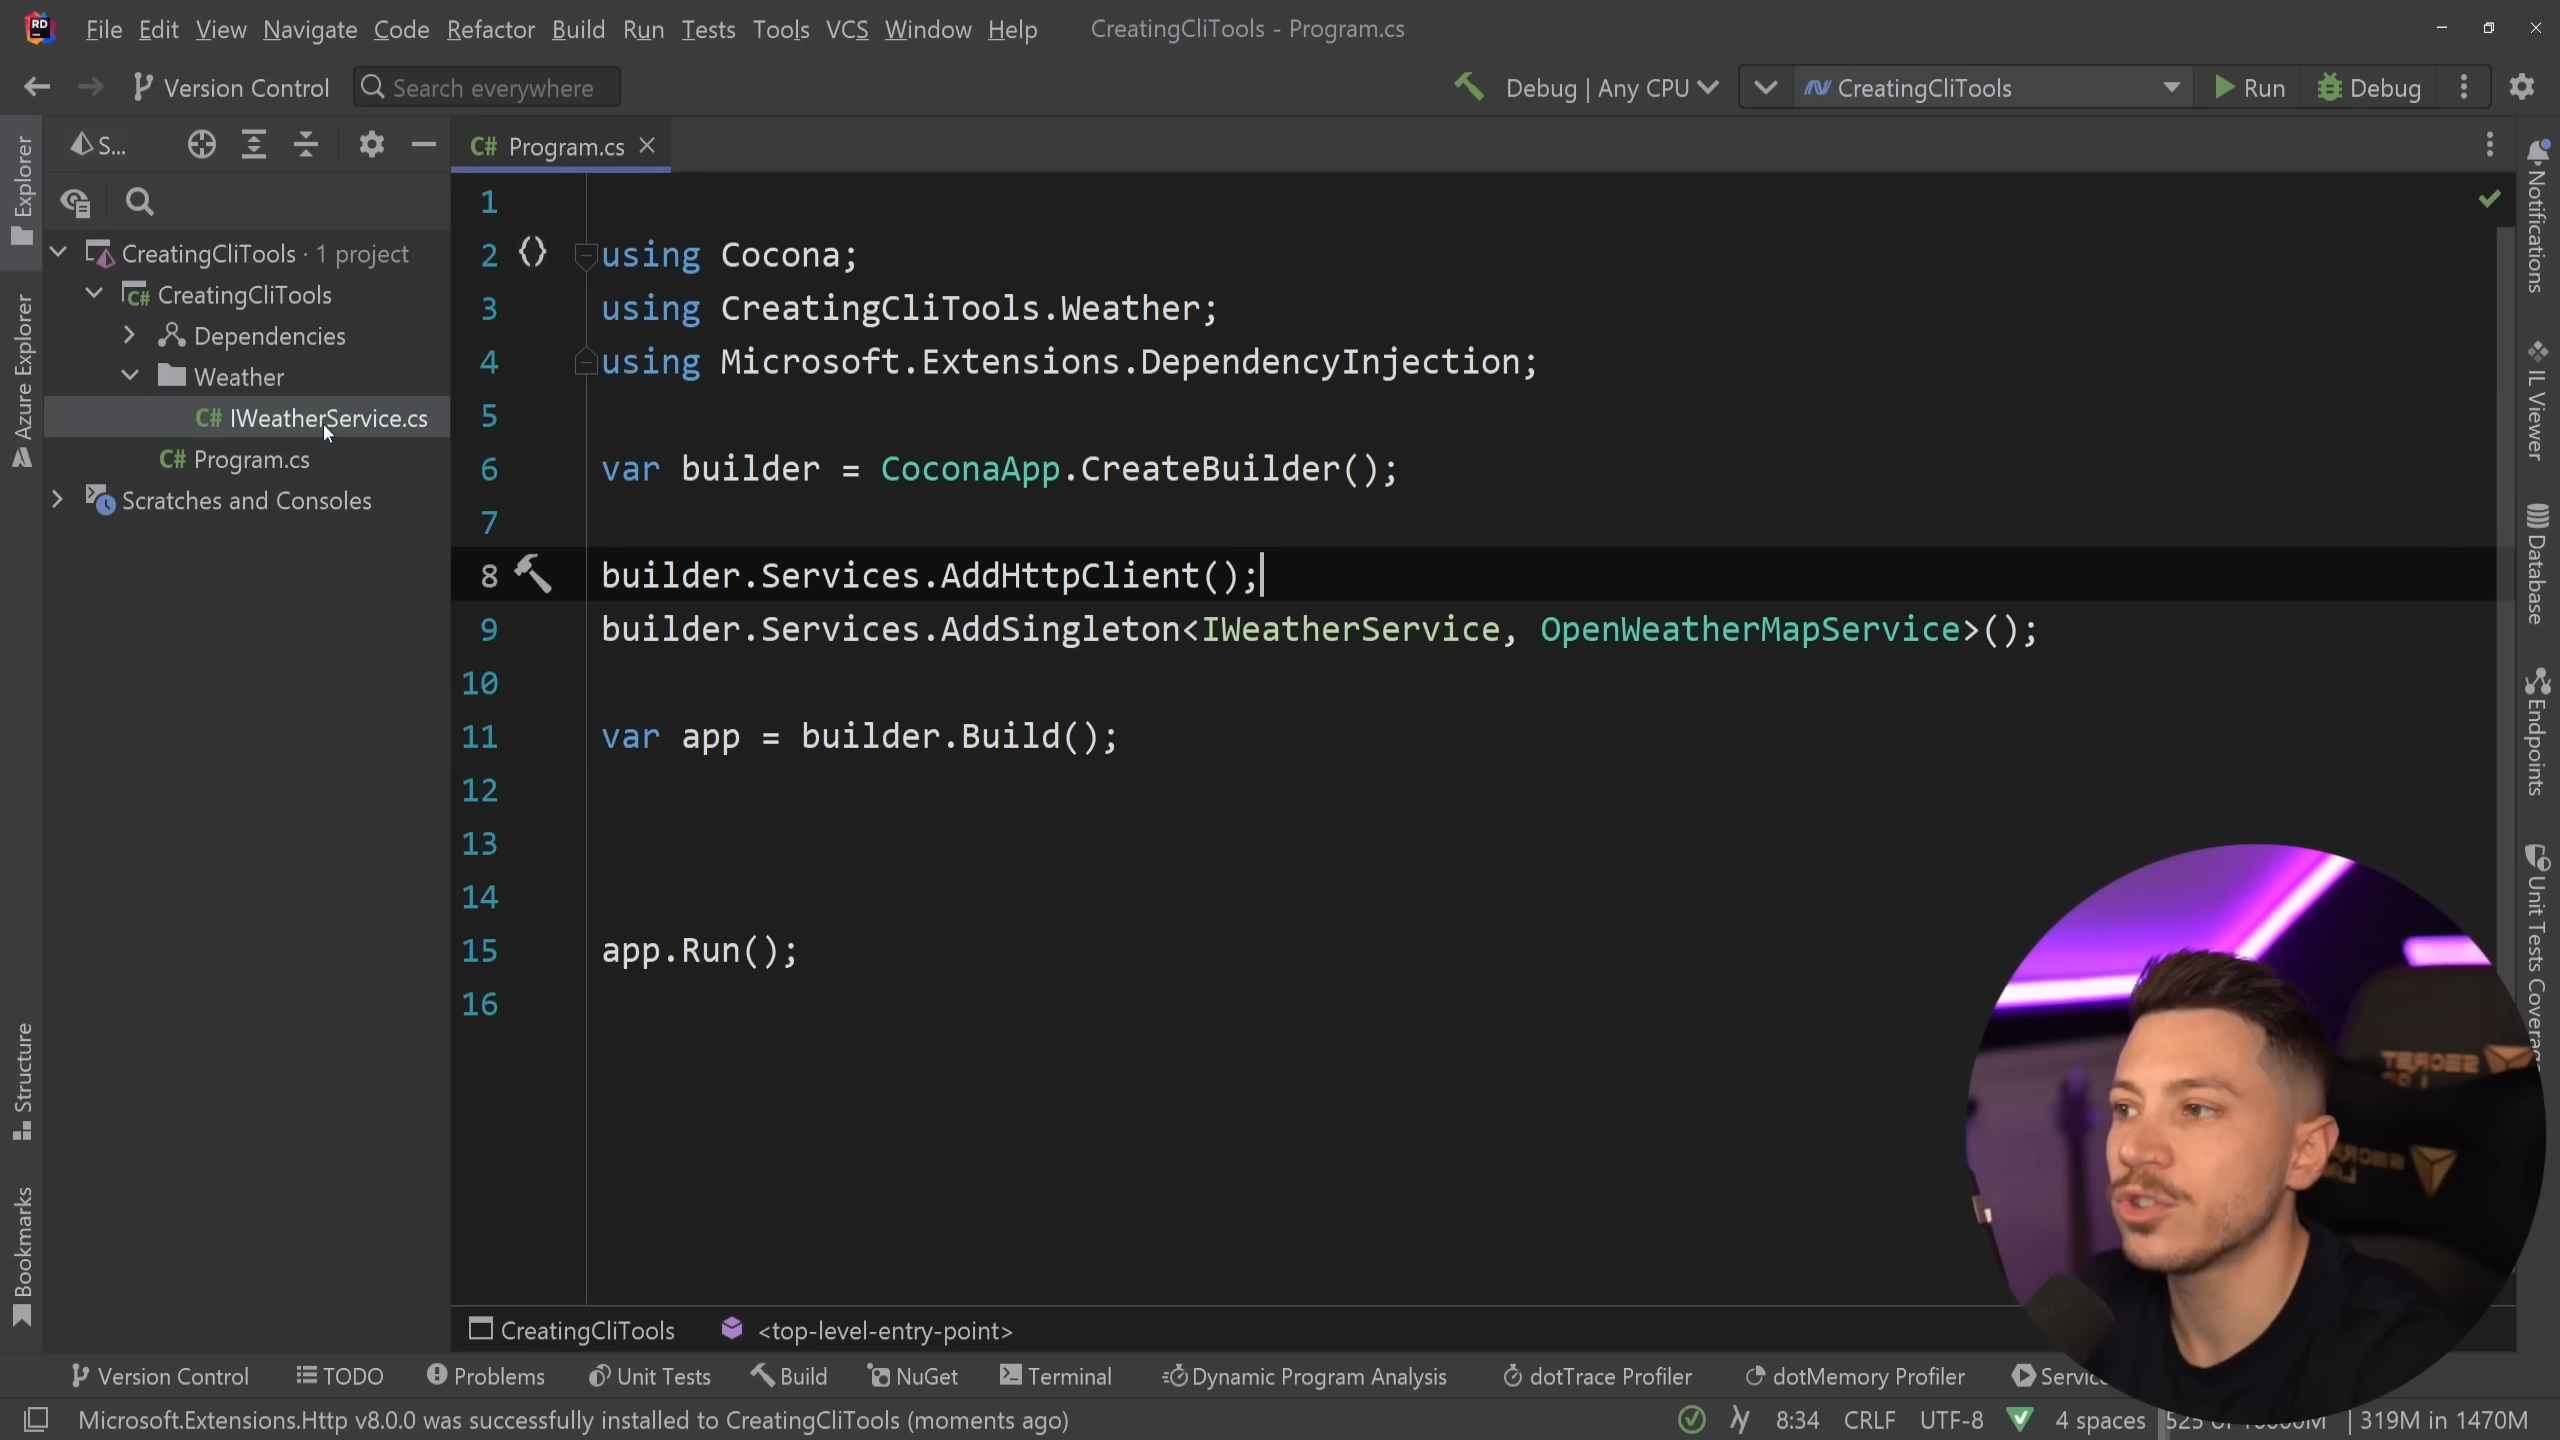 File Edit View Navigate Code Refactor Build Run Tests Tools VCS Window Help CreatingCliTools - Program.cs
Version Control Search everywhere Debug | Any CPU CreatingCliTools Run Debug
S... C# Program.cs
Explorer
Azure Explorer
Structure
Bookmarks
CreatingCliTools · 1 project
C# CreatingCliTools
Dependencies
Weather
C# IWeatherService.cs
C# Program.cs
Scratches and Consoles
1
2 using Cocona;
3 using CreatingCliTools.Weather;
4 using Microsoft.Extensions.DependencyInjection;
5
6 var builder = CoconaApp.CreateBuilder();
7
8 builder.Services.AddHttpClient();
9 builder.Services.AddSingleton<IWeatherService, OpenWeatherMapService>();
10
11 var app = builder.Build();
12
13
14
15 app.Run();
16
Notifications
IL Viewer
Database
Endpoints
Unit Tests Coverag
CreatingCliTools <top-level-entry-point>
Version Control TODO Problems Unit Tests Build NuGet Terminal Dynamic Program Analysis dotTrace Profiler dotMemory Profiler Servic
Microsoft.Extensions.Http v8.0.0 was successfully installed to CreatingCliTools (moments ago) 8:34 CRLF UTF-8 4 spaces 319M in 1470M